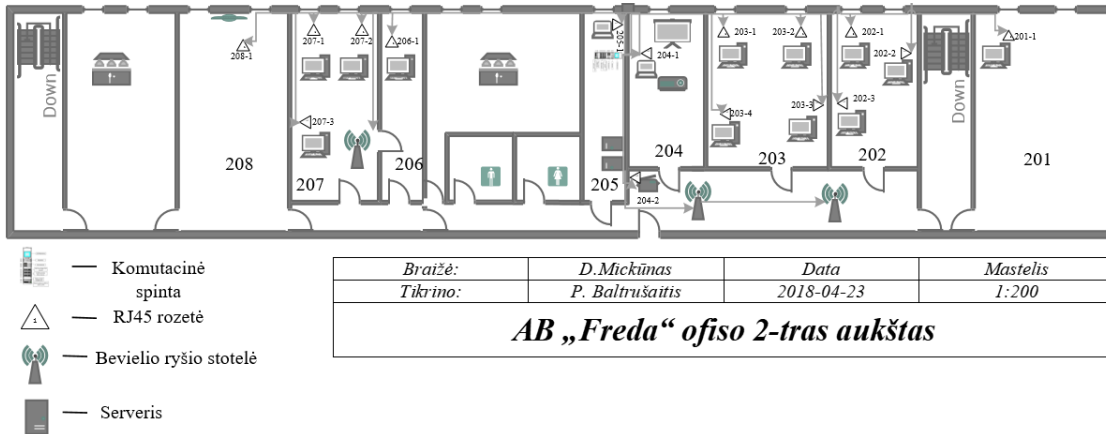 Down
208-1
207-1
207-2
206-1
205-1
204-1
203-1
203-2
202-1
202-2
201-1
Down
207-3
203-4
203-3
202-3
208
207
206
205
204
203
202
201
204-2
Komutacinė
spinta
RJ45 rozetė
Bevielio ryšio stotelė
Serveris
Braižė: D.Mickūnas Data Mastelis
Tikrino: P. Baltrušaitis 2018-04-23 1:200
AB „Freda“ ofiso 2-tras aukštas